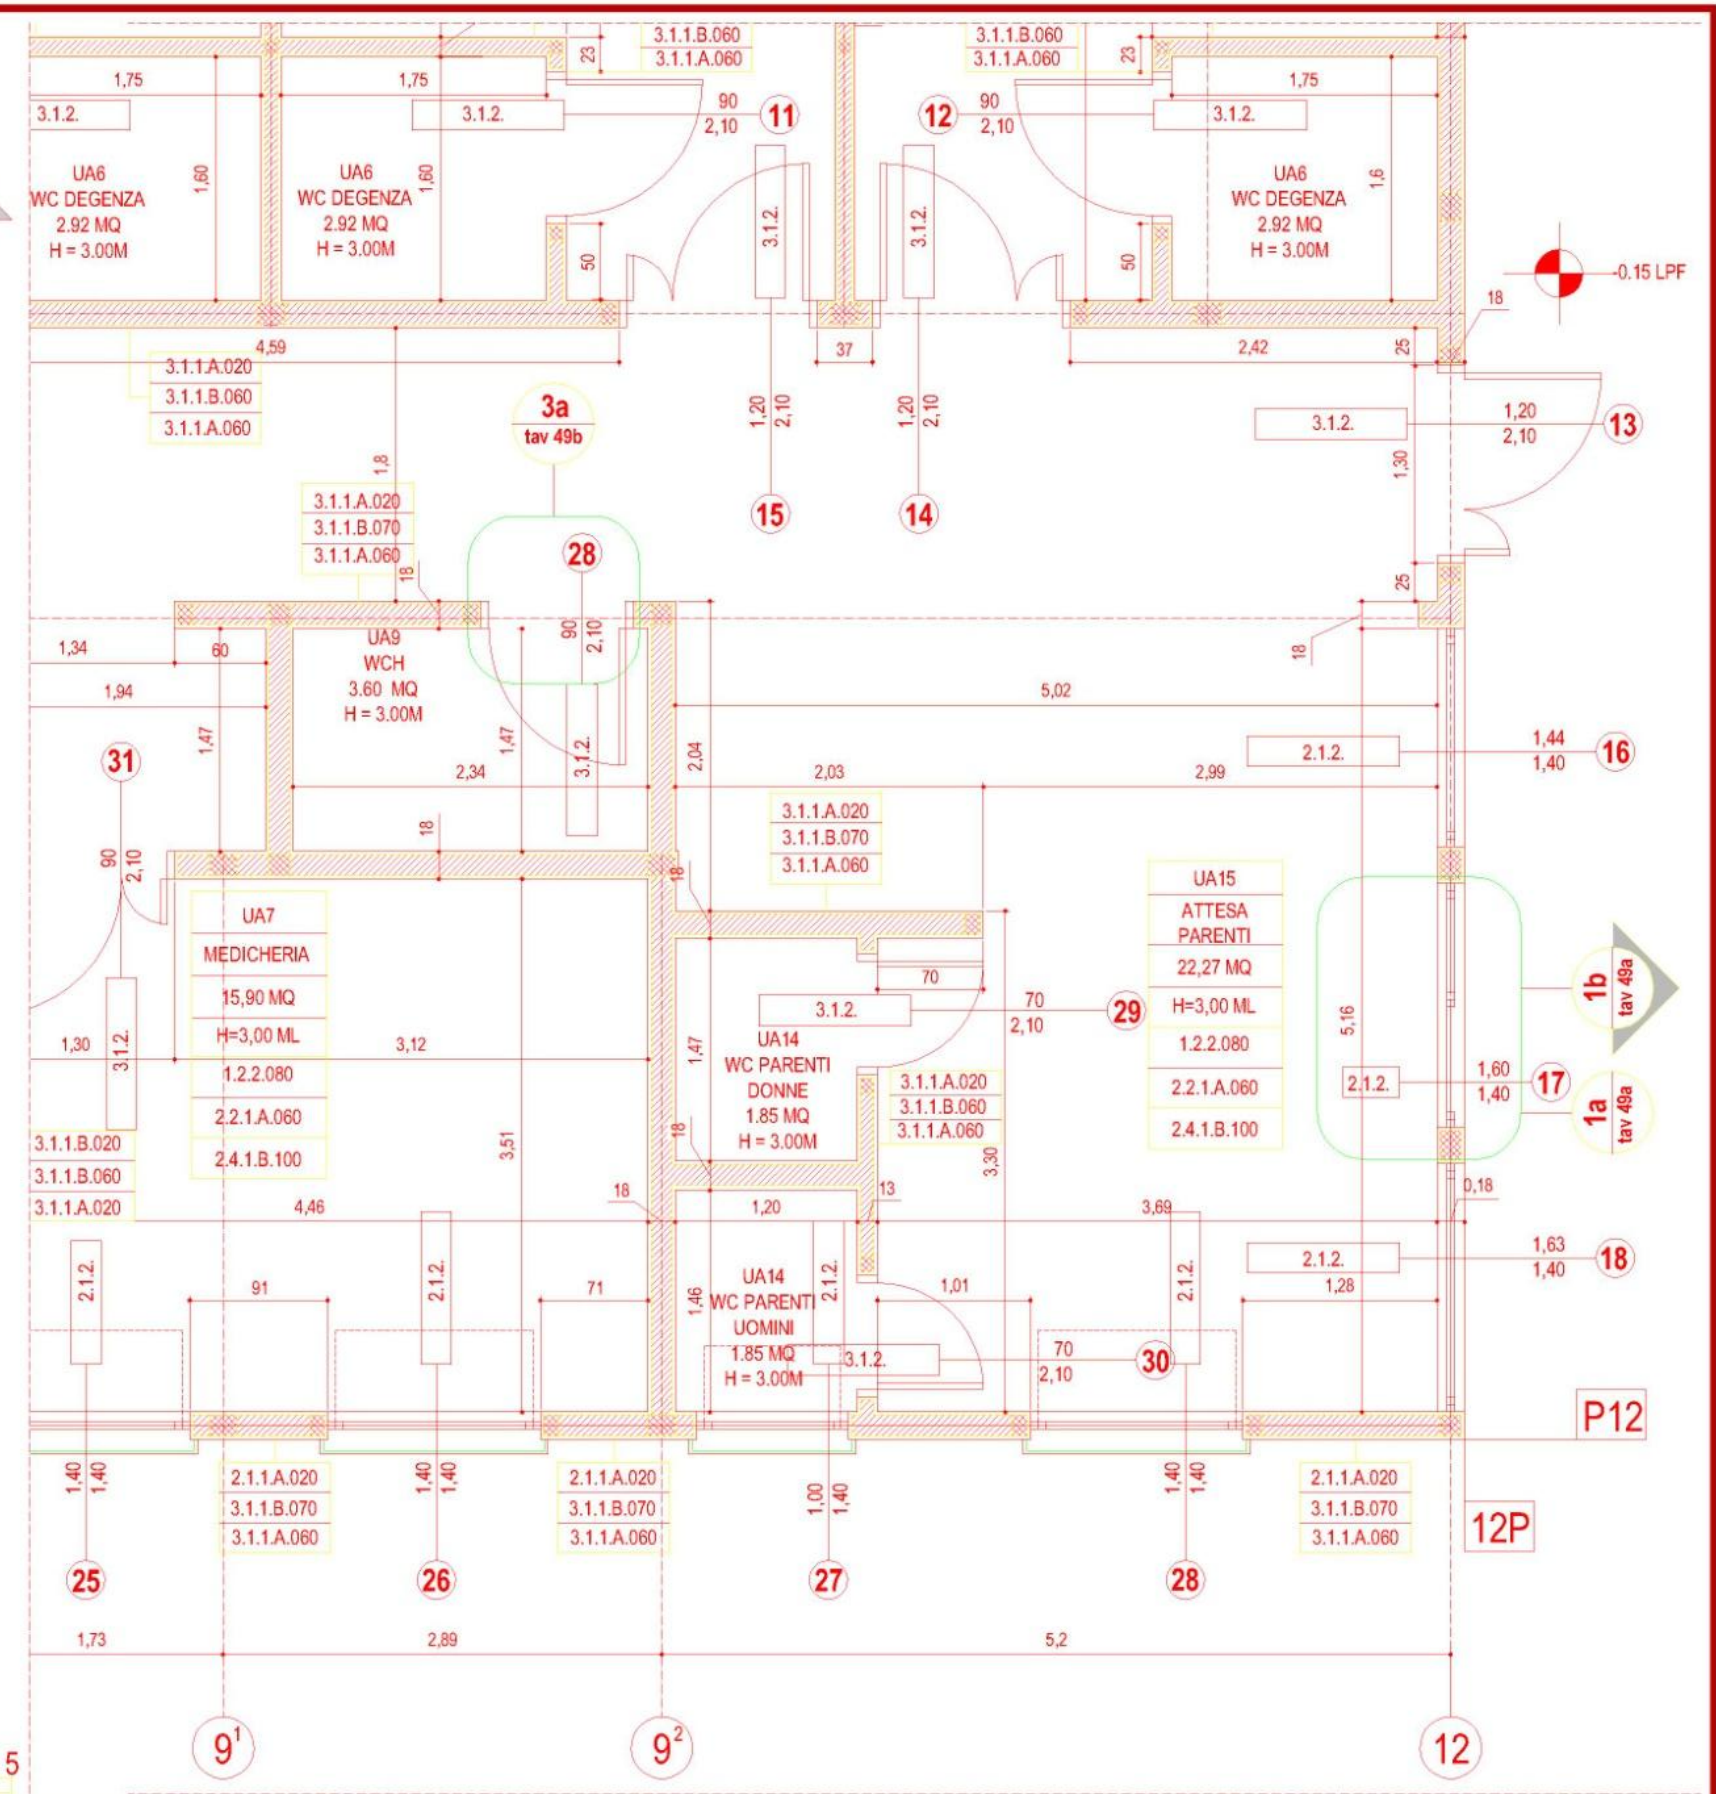 3.1.1.B.060
3.1.1.A.060
3.1.1.B.060
3.1.1.A.060
23
23
1,75
1,75
1,75
3.1.2.
3.1.2.
90
2,10
11
12
90
2,10
3.1.2.
UA6
WC DEGENZA
2.92 MQ
H = 3.00M
1,60
UA6
WC DEGENZA
2.92 MQ
H = 3.00M
1,60
3.1.2.
3.1.2.
UA6
WC DEGENZA
2.92 MQ
H = 3.00M
1,6
50
50
-0.15 LPF
18
4,59
37
2,42
25
3.1.1.A.020
3.1.1.B.060
3.1.1.A.060
3a
tav 49b
1,20
2,10
1,20
2,10
3.1.2.
1,20
2,10
13
1,8
1,30
3.1.1.A.020
3.1.1.B.070
3.1.1.A.060
18
15
14
28
90
2,10
25
18
1,34
60
1,94
UA9
WCH
3.60 MQ
H = 3.00M
5,02
1,47
1,47
2,04
3.1.2.
31
2.1.2.
1,44
1,40
16
2,34
2,03
2,99
90
2,10
18
18
3.1.1.A.020
3.1.1.B.070
3.1.1.A.060
UA7
MEDICHERIA
15,90 MQ
H=3,00 ML
1.2.2.080
2.2.1.A.060
2.4.1.B.100
UA15
ATTESA
PARENTI
22,27 MQ
H=3,00 ML
1.2.2.080
2.2.1.A.060
2.4.1.B.100
1b
tav 49a
70
3.1.2.
70
2,10
29
5,16
1,30
3.1.2.
3,12
1,47
UA14
WC PARENTI
DONNE
1.85 MQ
H = 3.00M
3.1.1.A.020
3.1.1.B.060
3.1.1.A.060
2.1.2.
1,60
1,40
17
1a
tav 49a
3.1.1.B.020
3.1.1.B.060
3.1.1.A.020
3,51
18
3,30
18
13
0,18
4,46
1,20
3,69
2.1.2.
2.1.2.
2.1.2.
2.1.2.
2.1.2.
1,63
1,40
18
91
71
1,46
UA14
WC PARENTI
UOMINI
1.85 MQ
H = 3.00M
1,01
1,28
3.1.2.
70
2,10
30
P12
1,40
1,40
2.1.1.A.020
3.1.1.B.070
3.1.1.A.060
1,40
1,40
2.1.1.A.020
3.1.1.B.070
3.1.1.A.060
1,00
1,40
1,40
1,40
2.1.1.A.020
3.1.1.B.070
3.1.1.A.060
12P
25
26
27
28
1,73
2,89
5,2
9¹
9²
12
5